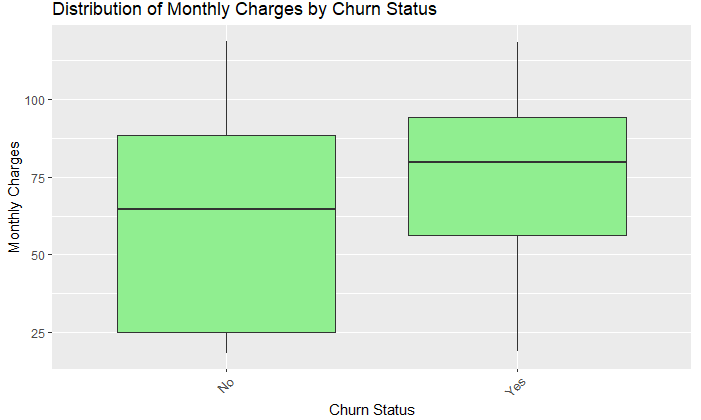 Distribution of Monthly Charges by Churn Status
Monthly Charges
100
75
50
25
No
Yes
Churn Status